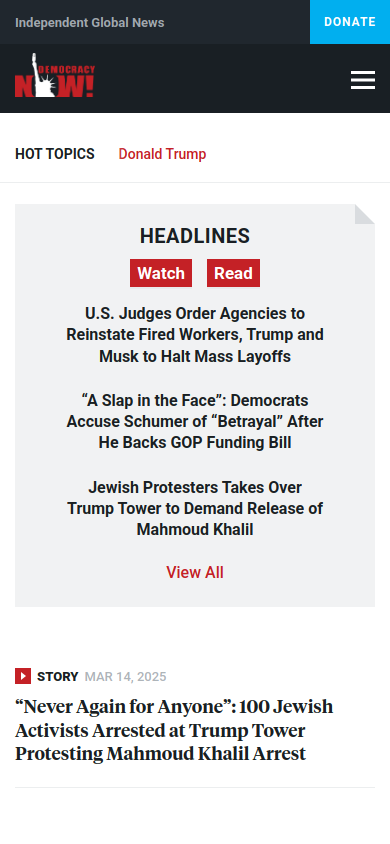 Independent Global News
DONATE
DEMOCRACY
NOW!
HOT TOPICS
Donald Trump
HEADLINES
Watch
Read
U.S. Judges Order Agencies to
Reinstate Fired Workers, Trump and
Musk to Halt Mass Layoffs
“A Slap in the Face”: Democrats
Accuse Schumer of “Betrayal” After
He Backs GOP Funding Bill
Jewish Protesters Takes Over
Trump Tower to Demand Release of
Mahmoud Khalil
View All
STORY MAR 14, 2025
“Never Again for Anyone”: 100 Jewish
Activists Arrested at Trump Tower
Protesting Mahmoud Khalil Arrest